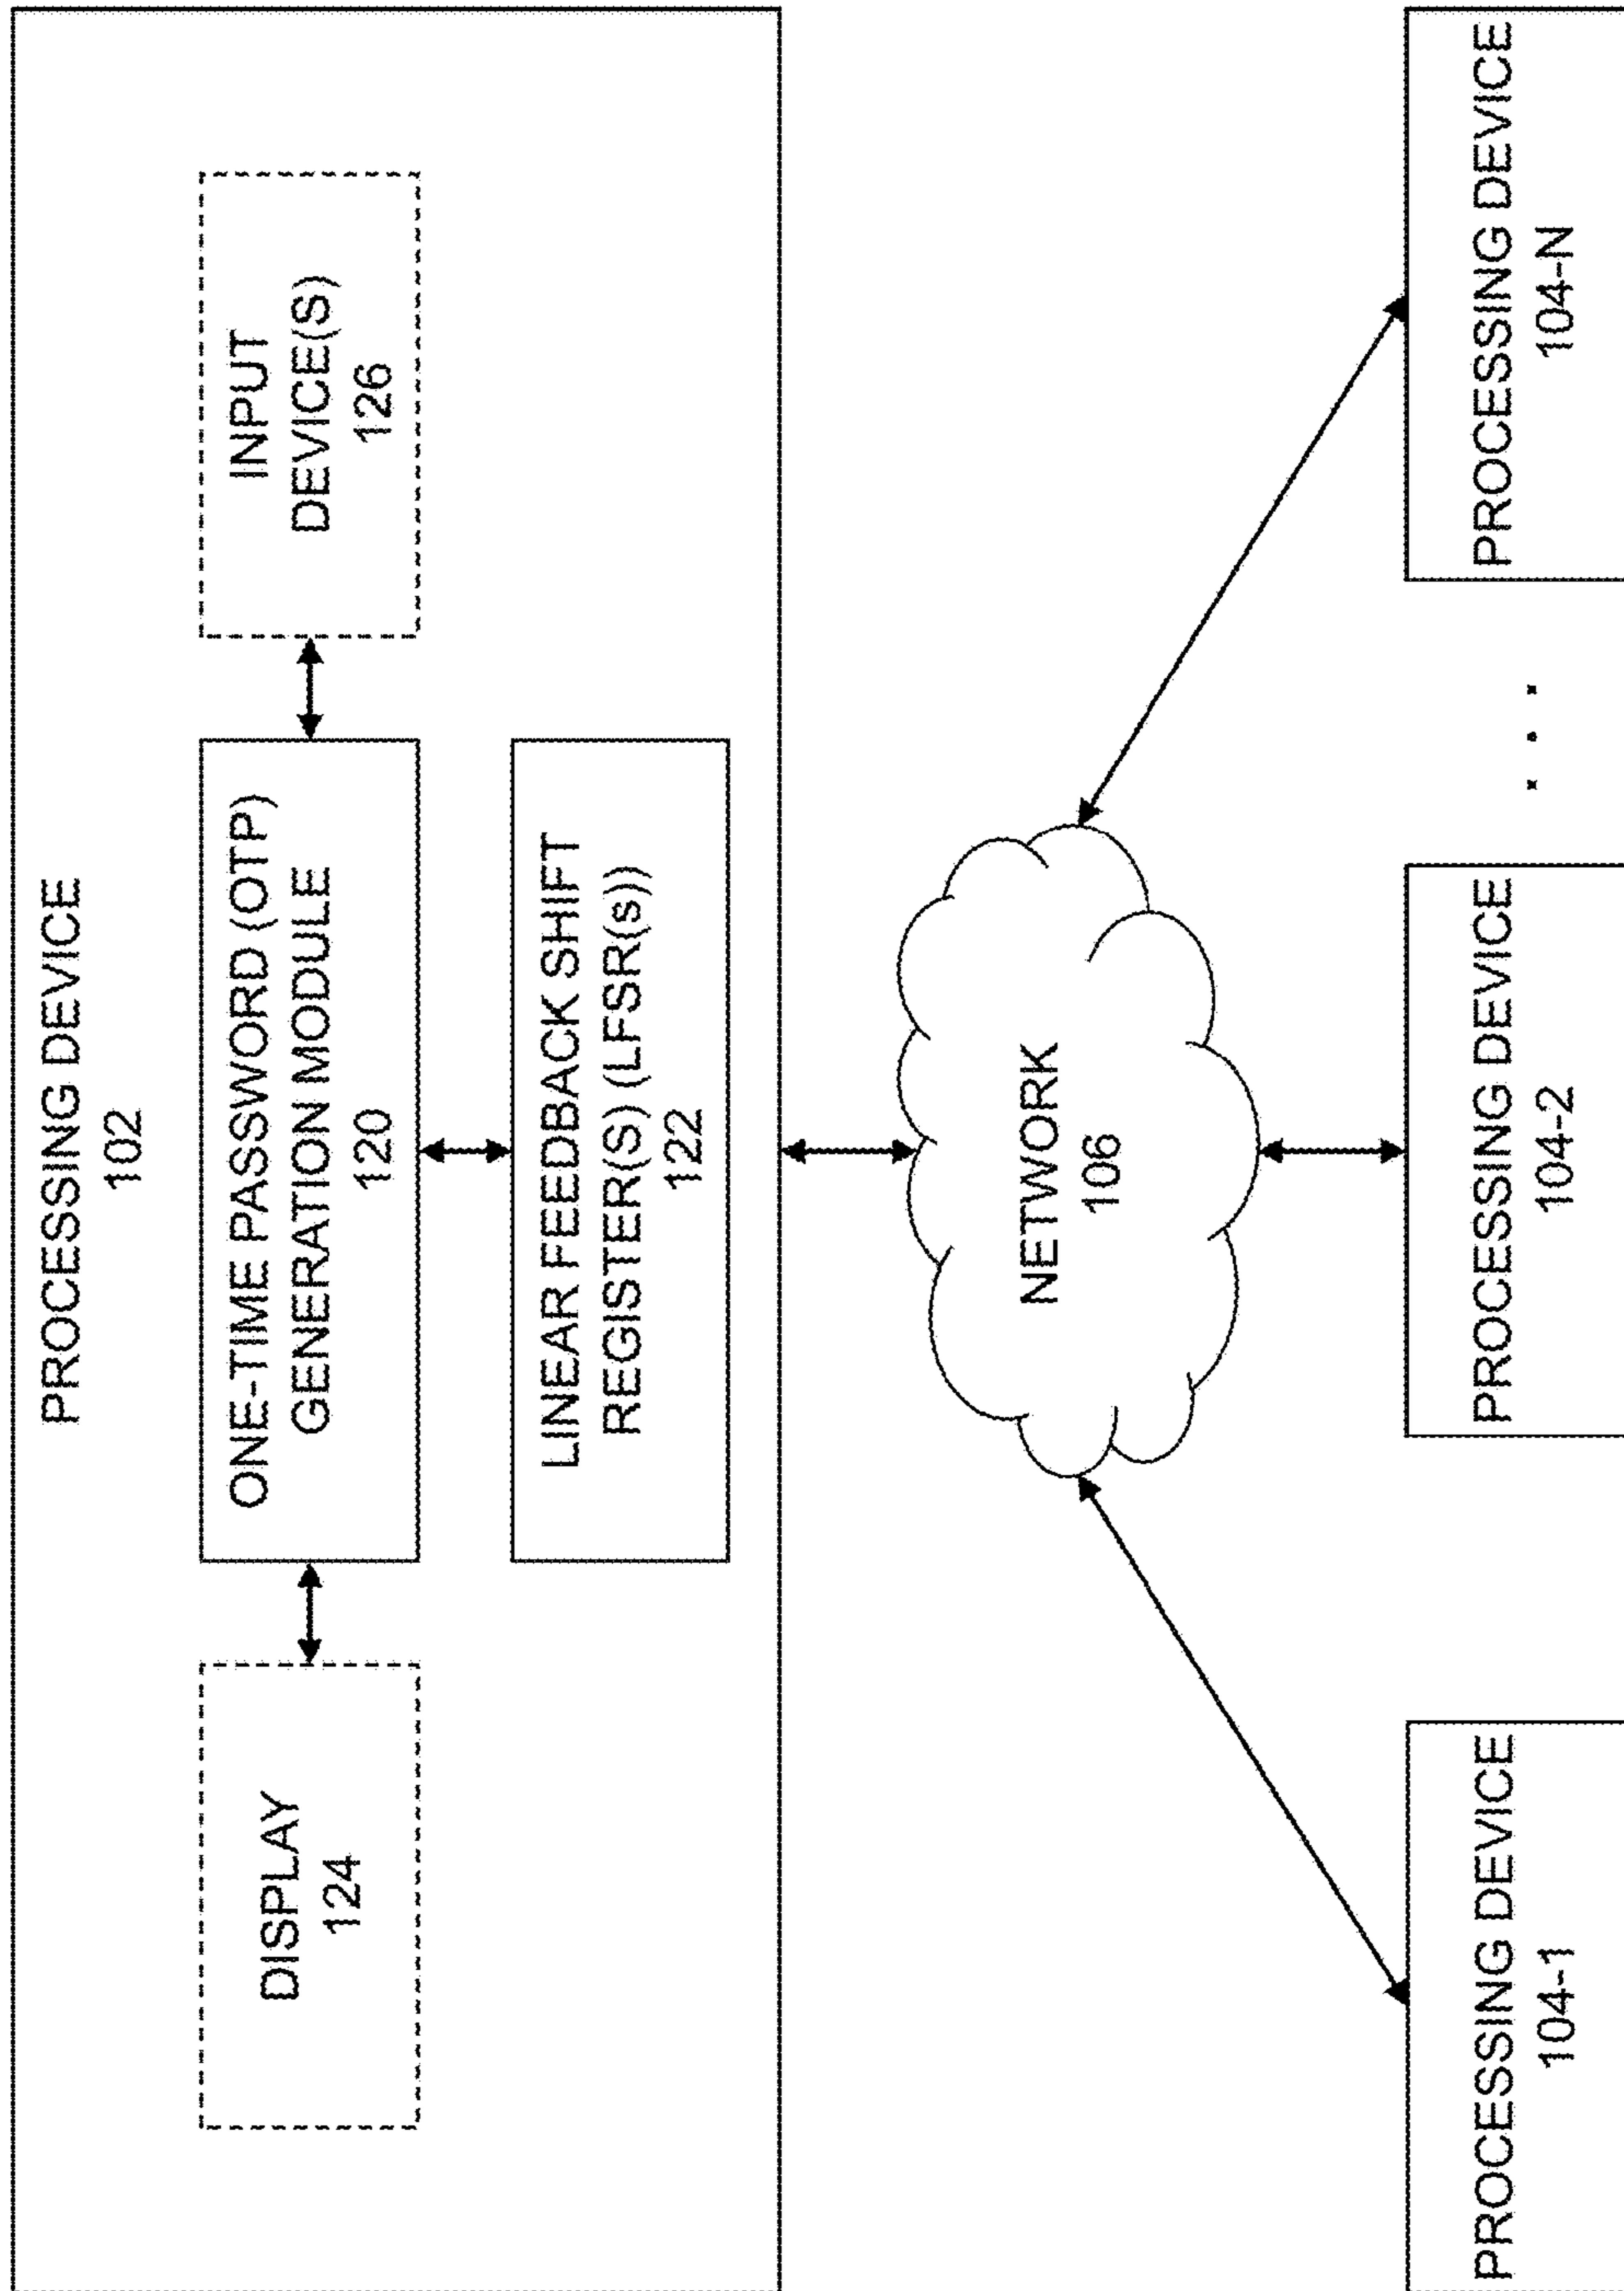 PROCESSING DEVICE
102
DISPLAY
124
ONE-TIME PASSWORD (OTP)
GENERATION MODULE
120
INPUT
DEVICE(S)
126
LINEAR FEEDBACK SHIFT
REGISTER(S) (LFSR(s))
122
NETWORK
106
PROCESSING DEVICE
104-1
PROCESSING DEVICE
104-2
. . .
PROCESSING DEVICE
104-N